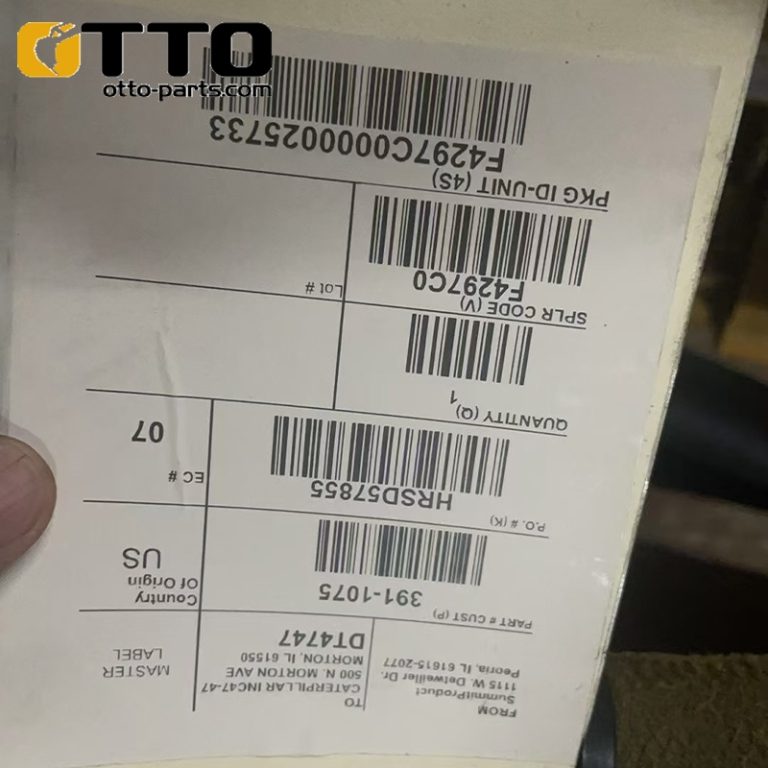 OTTO
otto-parts.com
FROM
SummitProduct
1115 W. Detweiller Dr.
Peoria, IL 61615-2077
TO
CATERPILLAR INC47-47
500 N. MORTON AVE
MORTON, IL 61550
DT4747
MASTER
LABEL
PART # CUST (P)
391-1075
Country
Of Origin
US
P.O. # (K)
HRSD57855
EC #
07
QUANTITY (Q)
1
SPLR CODE (V)
F4297C0
Lot #
PKG ID-UNIT (4S)
F4297C0000025733